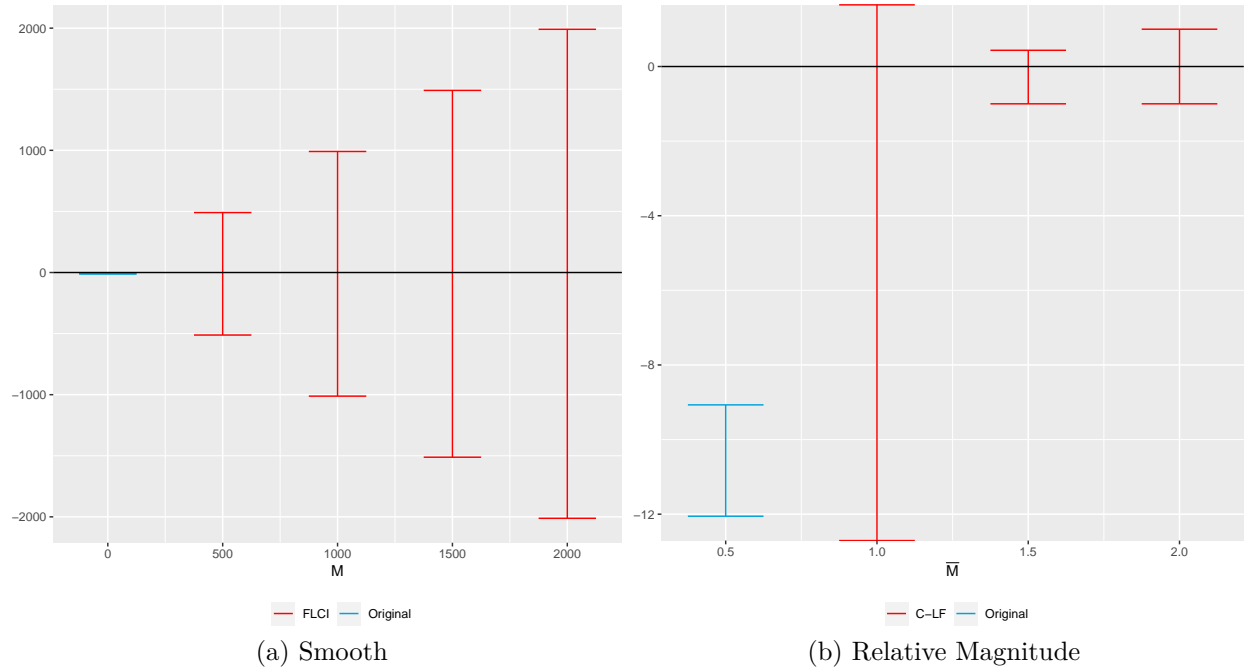 2000
1000
0
−1000
−2000
0
500
1000
1500
2000
M
FLCI
Original
(a) Smooth
0
−4
−8
−12
0.5
1.0
1.5
2.0
M̅
C−LF
Original
(b) Relative Magnitude